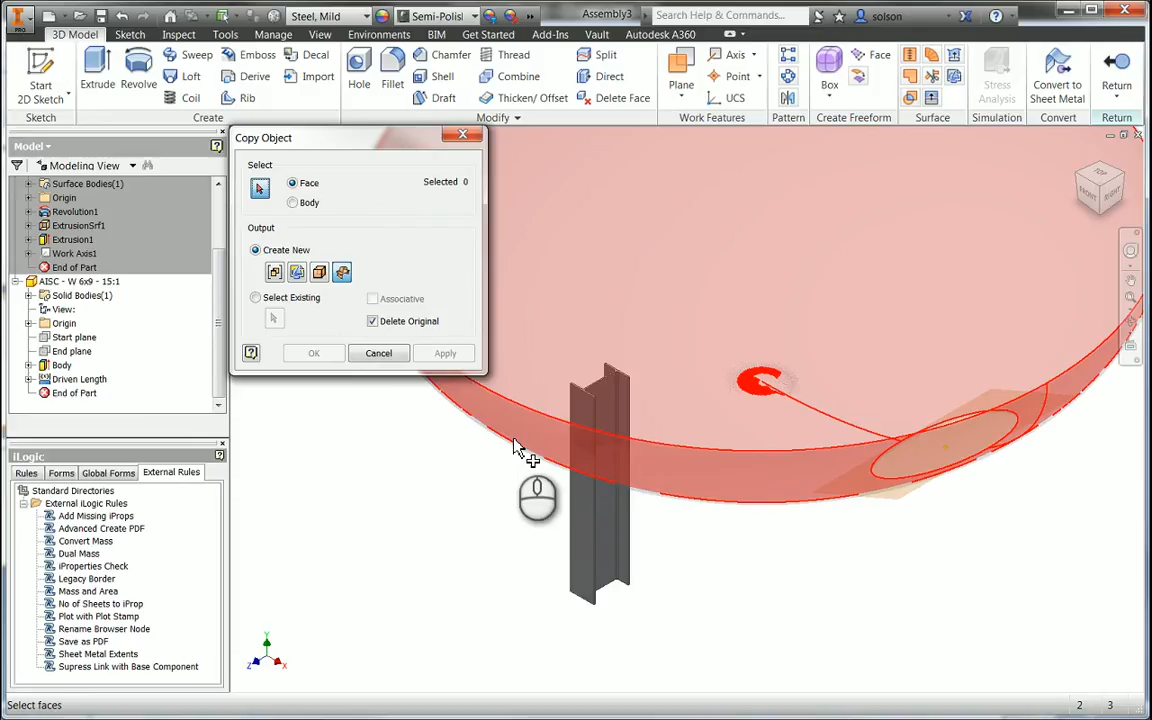 PRO
Steel, Mild
Semi-Polisl
Assembly3
Search Help & Commands...
solson
3D Model
Sketch
Inspect
Tools
Manage
View
Environments
BIM
Get Started
Add-Ins
Vault
Autodesk A360
Start
2D Sketch
Extrude
Revolve
Sweep
Loft
Coil
Emboss
Derive
Rib
Decal
Import
Hole
Fillet
Chamfer
Shell
Draft
Thread
Combine
Thicken/ Offset
Split
Direct
Delete Face
Plane
Axis
Point
UCS
Box
Face
Stress
Analysis
Convert to
Sheet Metal
Return
Sketch
Create
Modify
Work Features
Pattern
Create Freeform
Surface
Simulation
Convert
Return
Model
Modeling View
Surface Bodies(1)
Origin
Revolution1
ExtrusionSrf1
Extrusion1
Work Axis1
End of Part
AISC - W 6x9 - 15:1
Solid Bodies(1)
View:
Origin
Start plane
End plane
Body
Driven Length
End of Part
Copy Object
Select
Face
Selected 0
Body
Output
Create New
Select Existing
Associative
Delete Original
OK
Cancel
Apply
FRONT
RIGHT
iLogic
Rules
Forms
Global Forms
External Rules
Standard Directories
External iLogic Rules
Add Missing iProps
Advanced Create PDF
Convert Mass
Dual Mass
iProperties Check
Legacy Border
Mass and Area
No of Sheets to iProp
Plot with Plot Stamp
Rename Browser Node
Save as PDF
Sheet Metal Extents
Supress Link with Base Component
Y
Z
X
Select faces
2
3